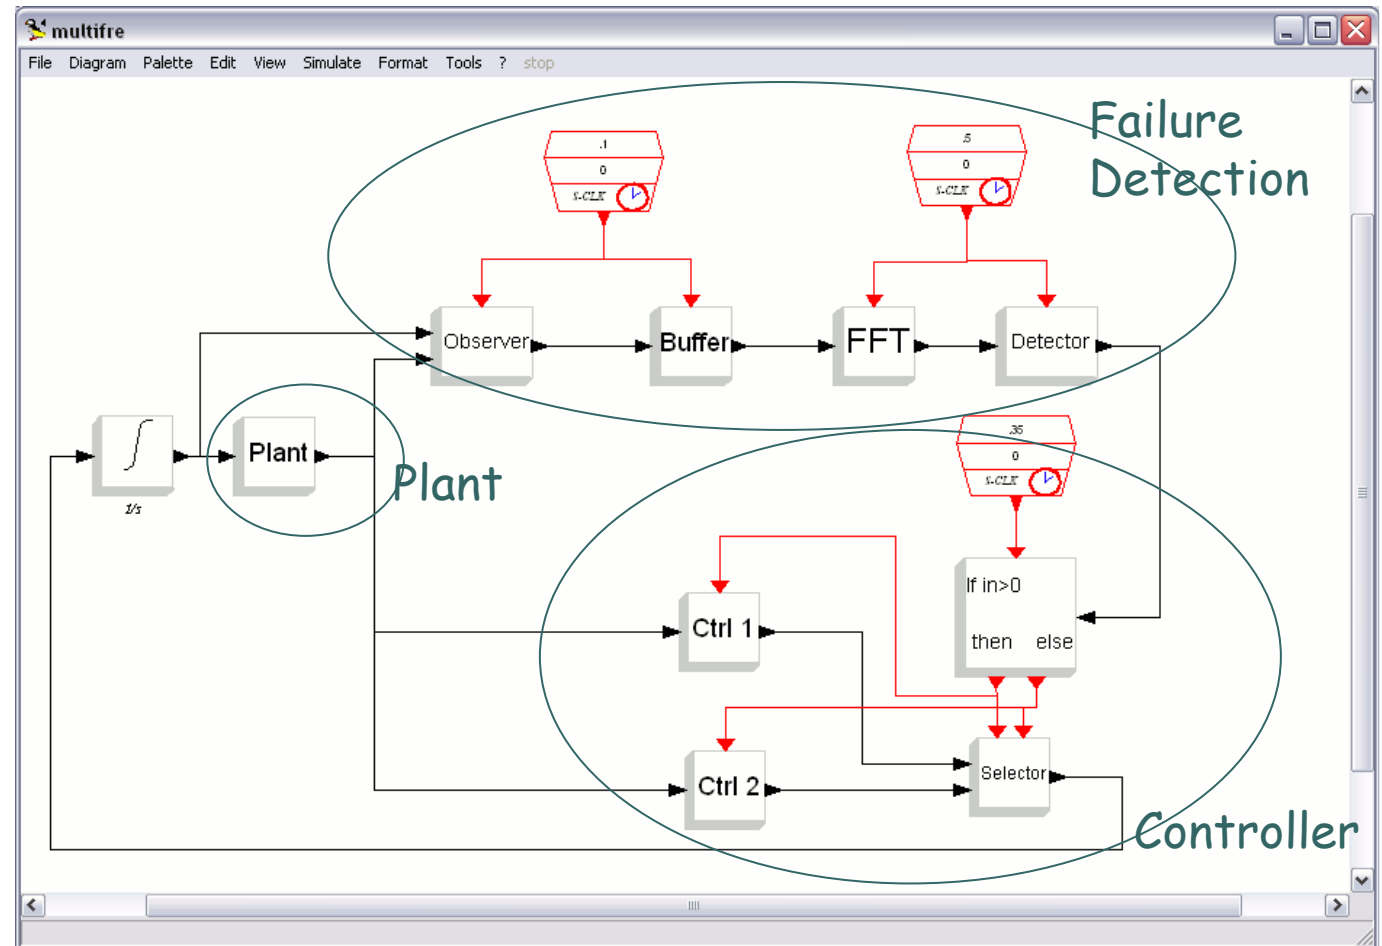 multifre
File Diagram Palette Edit View Simulate Format Tools ? stop
Failure
Detection
.1
0
S-CLK
.5
0
S-CLK
Observer
Buffer
FFT
Detector
Plant
1/s
Plant
.35
0
S-CLK
If in>0
then else
Ctrl 1
Ctrl 2
Selector
Controller